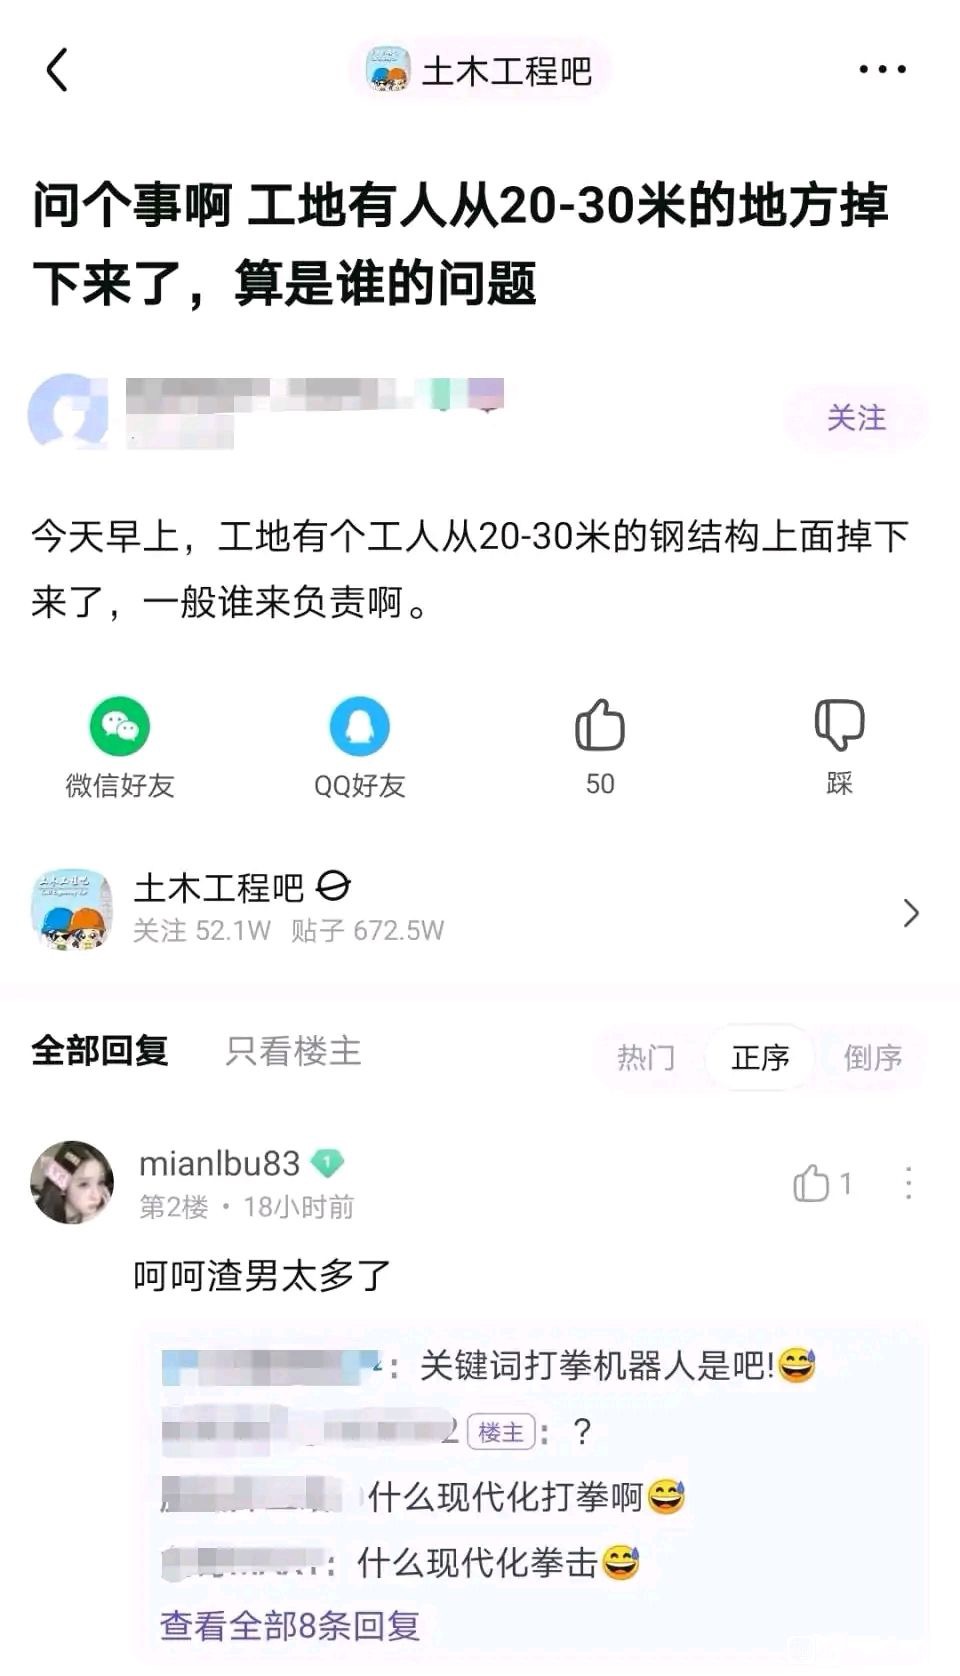 土木工程吧
问个事啊 工地有人从20-30米的地方掉
下来了，算是谁的问题
关注
今天早上，工地有个工人从20-30米的钢结构上面掉下
来了，一般谁来负责啊。
微信好友
QQ好友
50
踩
土木工程吧
关注 52.1W 贴子 672.5W
全部回复
只看楼主
热门
正序
倒序
mianlbu83
1
第2楼 · 18小时前
1
呵呵渣男太多了
：关键词打拳机器人是吧!😅
2 楼主：？
什么现代化打拳啊😅
：什么现代化拳击😅
查看全部8条回复